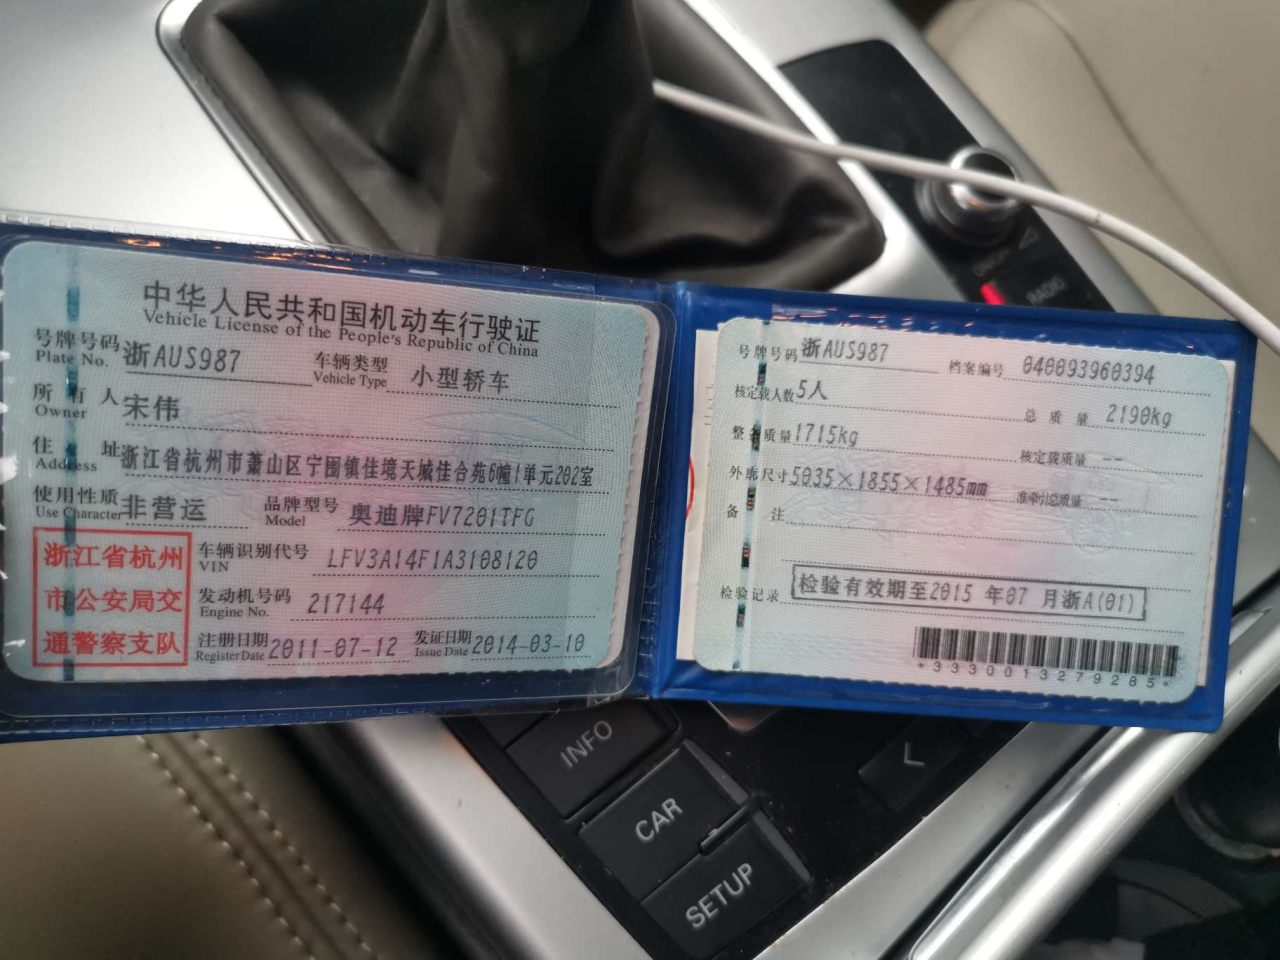 中华人民共和国机动车行驶证
Vehicle License of the People's Republic of China
号牌号码 浙AUS987 车辆类型 小型轿车
Plate No. Vehicle Type
所有人 宋伟
Owner
住址 浙江省杭州市萧山区宁围镇佳境天城佳合苑6幢1单元202室
Address
使用性质 非营运 品牌型号 奥迪牌FV7201TFG
Use Character Model
浙江省杭州
市公安局交
通警察支队
车辆识别代号 LFV3A14F1A3108120
VIN
发动机号码 217144
Engine No.
注册日期 2011-07-12 发证日期 2014-03-10
Register Date Issue Date
号牌号码 浙AUS987 档案编号 040093960394
核定载人数 5人 总质量 2190kg
整备质量 1715kg 核定载质量 --
外廓尺寸 5035×1855×1485mm 准牵引总质量 --
备注
检验记录 检验有效期至2015年07月浙A(01)
*3330013279265*
RADIO
INFO
CAR
SETUP